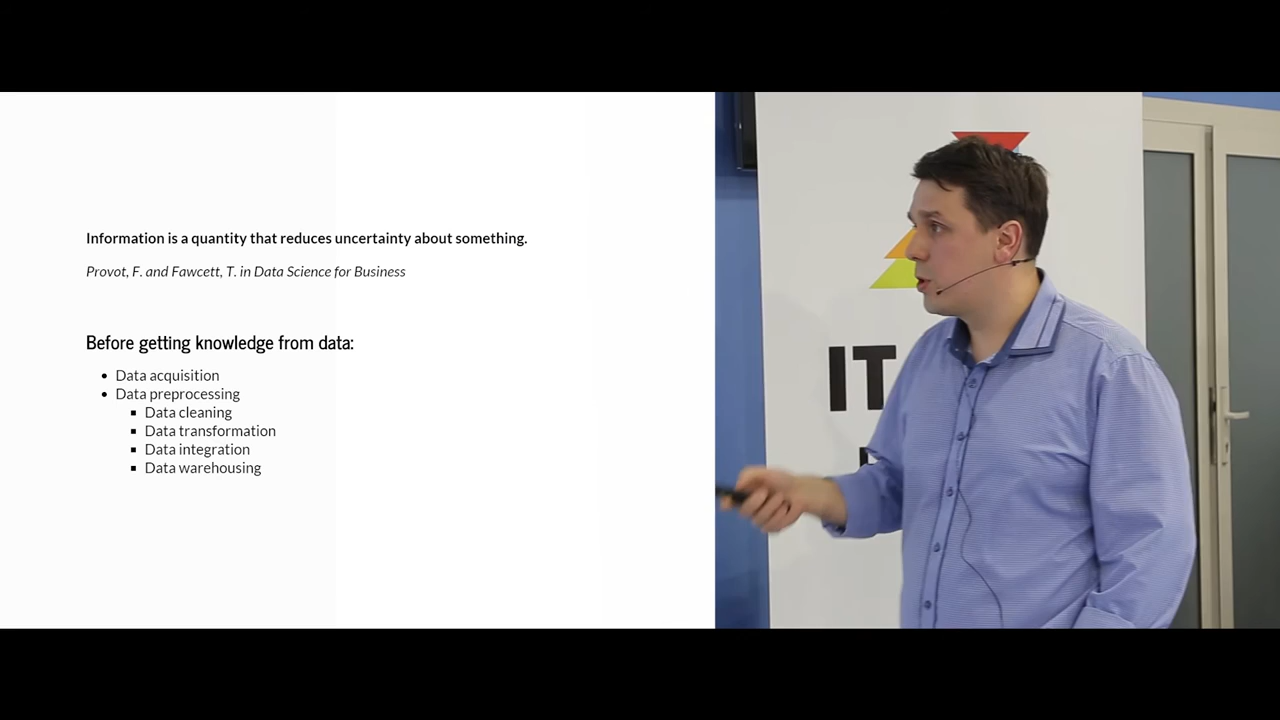 Information is a quantity that reduces uncertainty about something.
Provot, F. and Fawcett, T. in Data Science for Business
Before getting knowledge from data:
Data acquisition
Data preprocessing
Data cleaning
Data transformation
Data integration
Data warehousing
IT